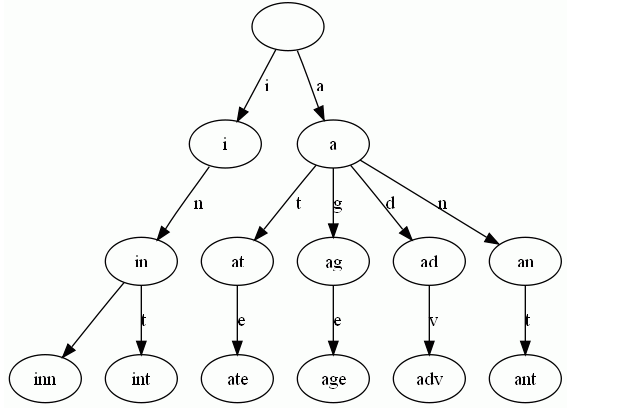 i a
i a
n t g d n
in at ag ad an
t e e v t
inn int ate age adv ant